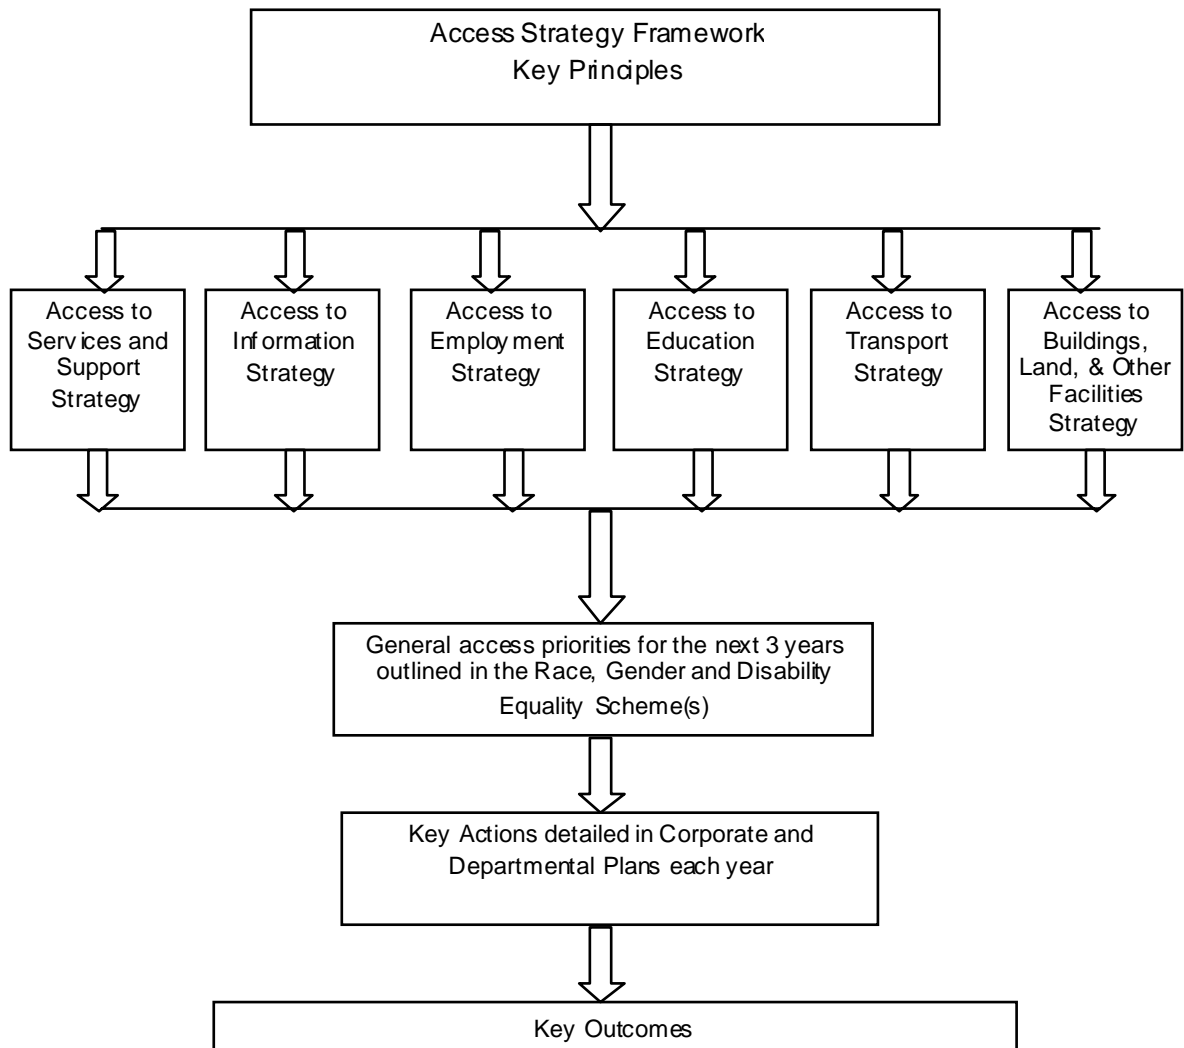 Access Strategy Framework
Key Principles
Access to
Services and
Support
Strategy
Access to
Information
Strategy
Access to
Employment
Strategy
Access to
Education
Strategy
Access to
Transport
Strategy
Access to
Buildings,
Land, & Other
Facilities
Strategy
General access priorities for the next 3 years
outlined in the Race, Gender and Disability
Equality Scheme(s)
Key Actions detailed in Corporate and
Departmental Plans each year
Key Outcomes